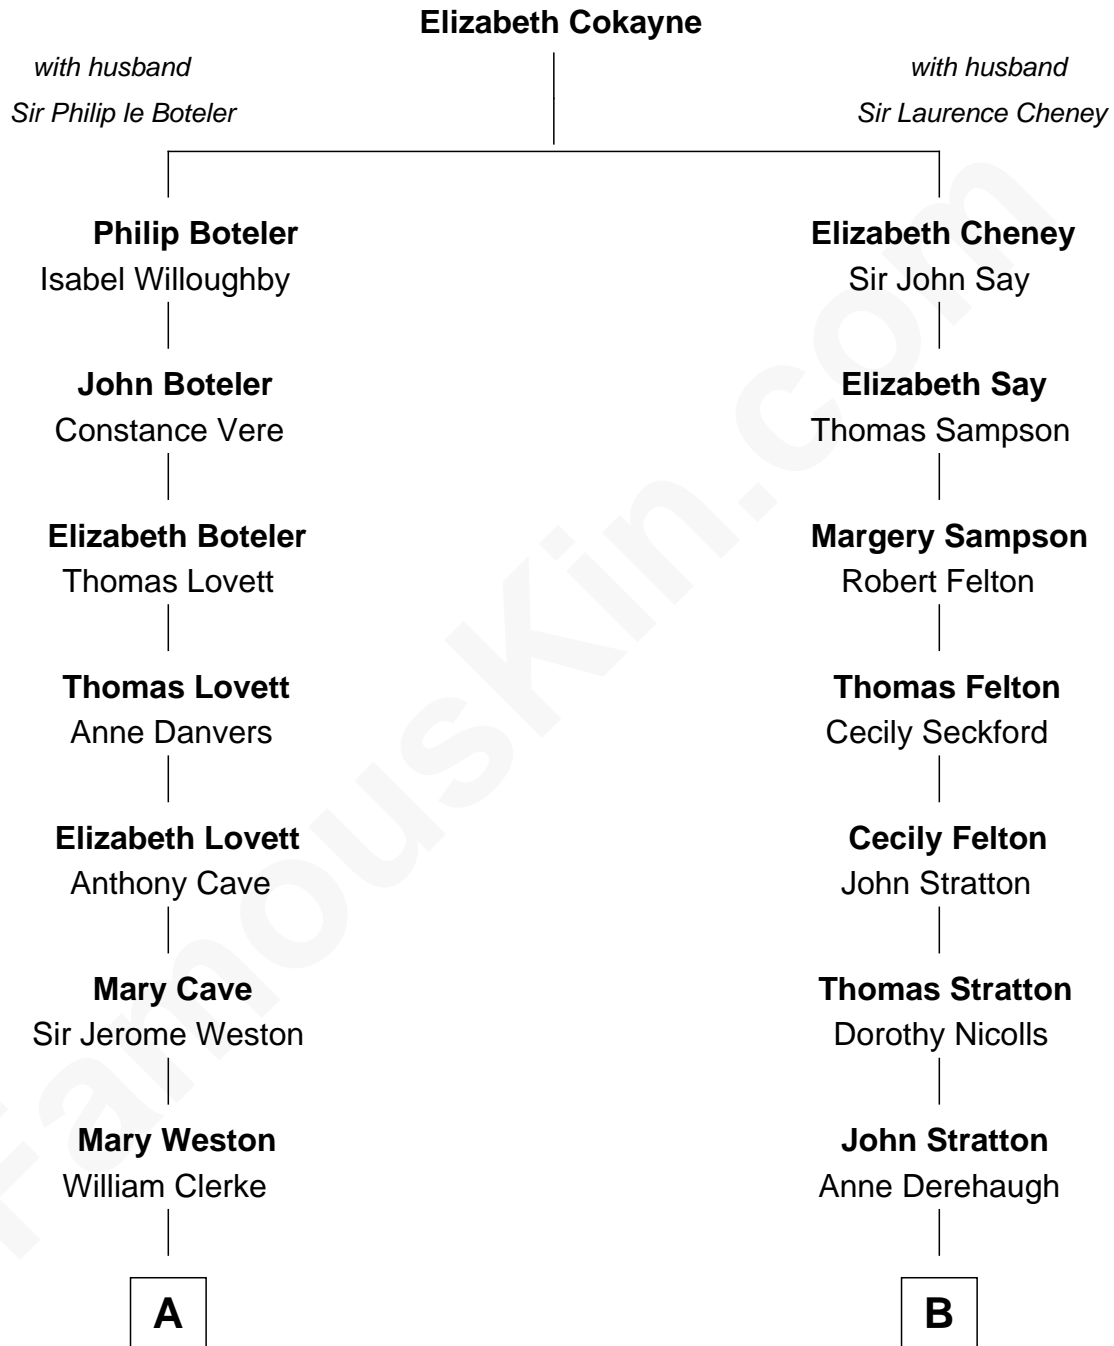 Elizabeth Cokayne
with husband
Sir Philip le Boteler
with husband
Sir Laurence Cheney
Philip Boteler
Isabel Willoughby
Elizabeth Cheney
Sir John Say
John Boteler
Constance Vere
Elizabeth Say
Thomas Sampson
Elizabeth Boteler
Thomas Lovett
Margery Sampson
Robert Felton
Thomas Lovett
Anne Danvers
Thomas Felton
Cecily Seckford
Elizabeth Lovett
Anthony Cave
Cecily Felton
John Stratton
Mary Cave
Sir Jerome Weston
Thomas Stratton
Dorothy Nicolls
Mary Weston
William Clerke
John Stratton
Anne Derehaugh
A
B
FamousKin.com